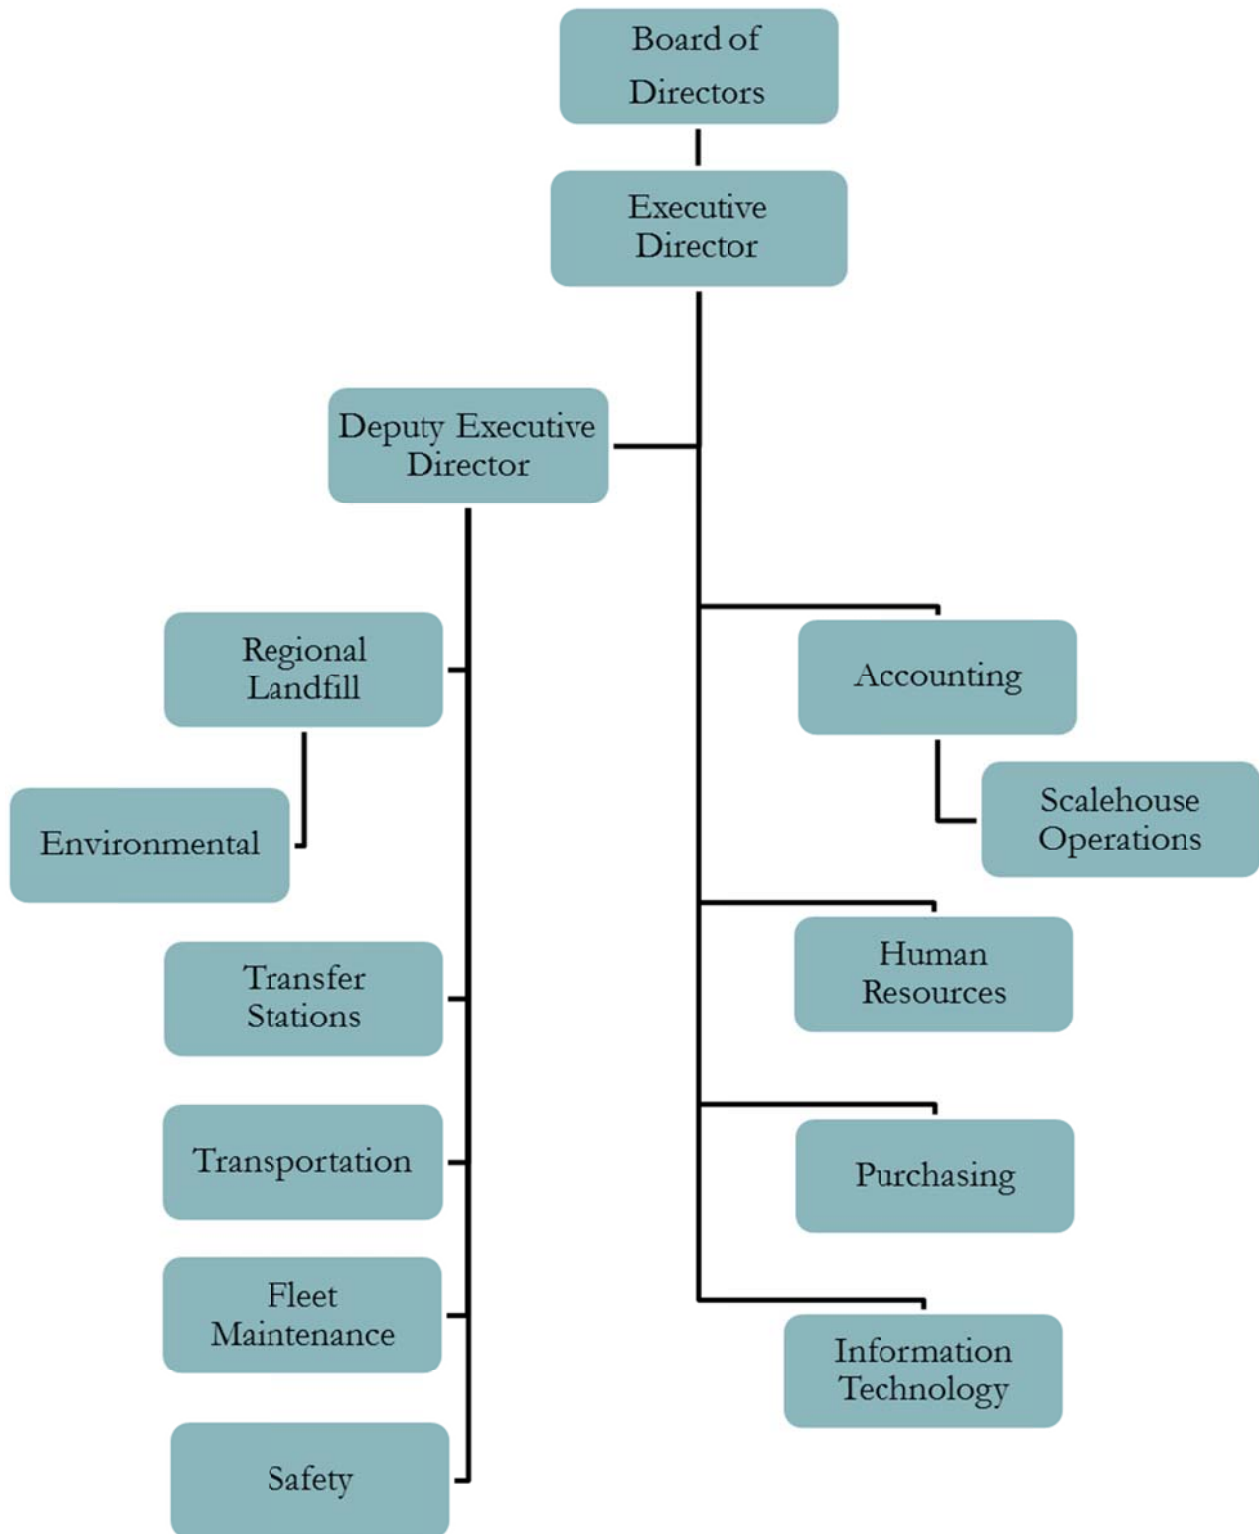 Board of
Directors
Executive
Director
Deputy Executive
Director
Regional
Landfill
Accounting
Environmental
Scalehouse
Operations
Transfer
Stations
Human
Resources
Transportation
Purchasing
Fleet
Maintenance
Information
Technology
Safety